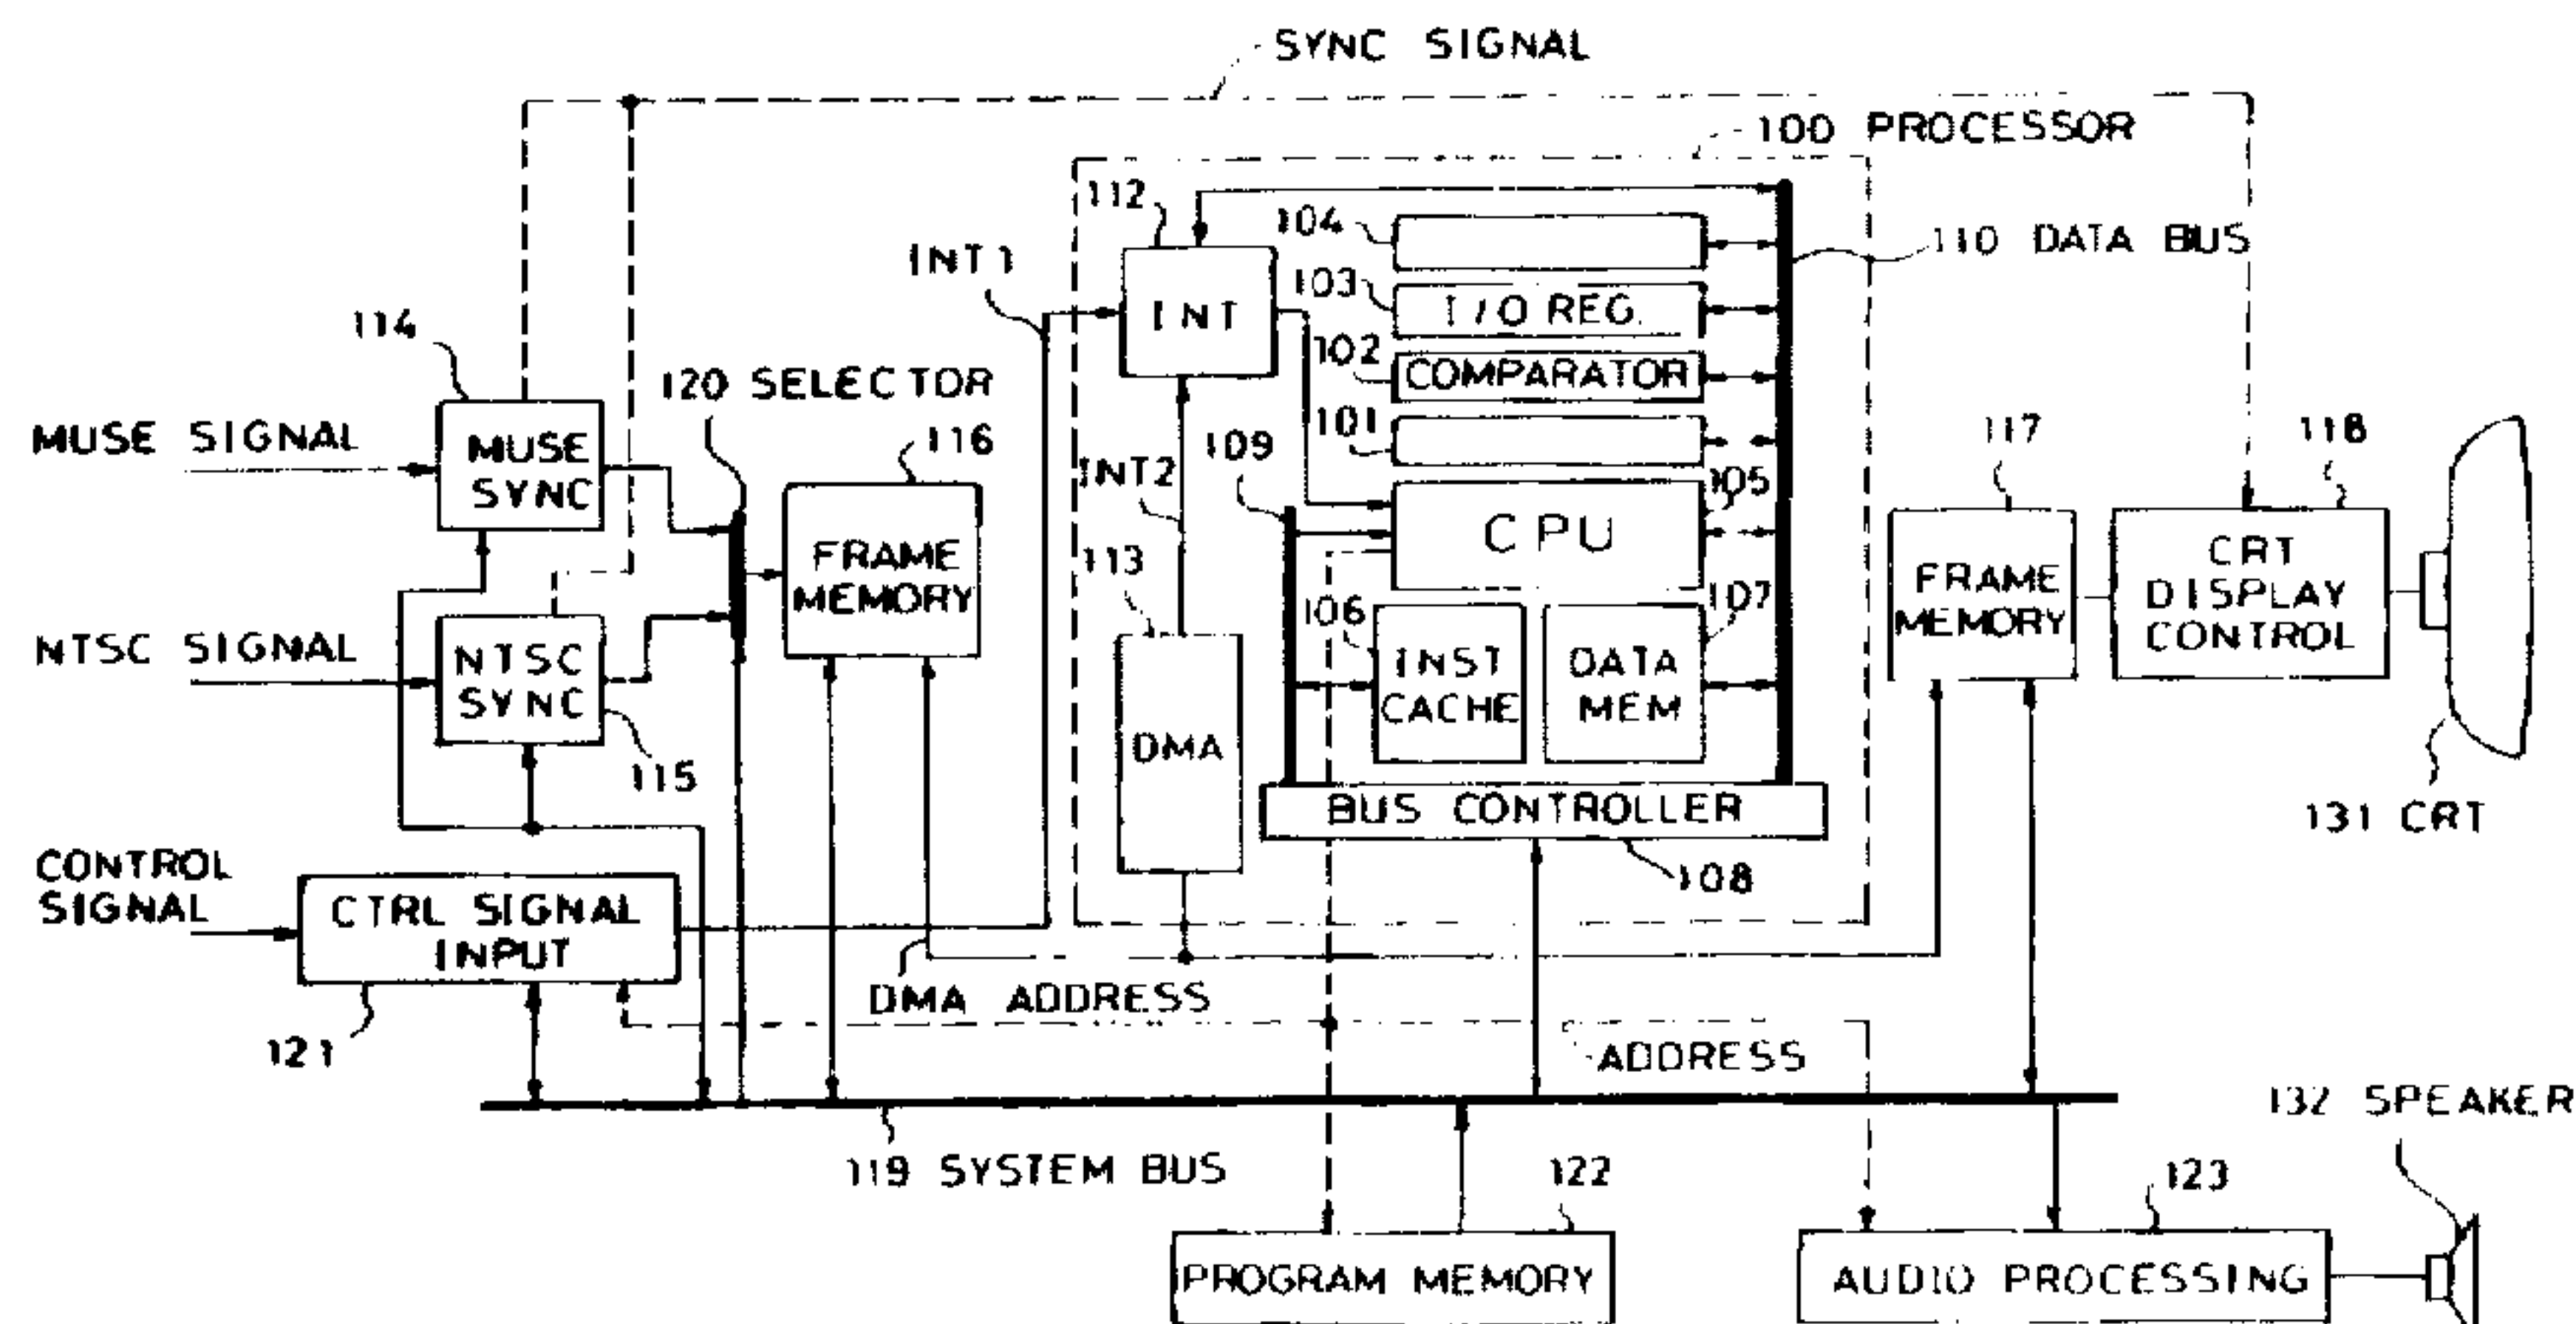 SYNC SIGNAL
100 PROCESSOR
112
104
110 DATA BUS
INT1
INT
103
I/O REG.
114
102
COMPARATOR
120 SELECTOR
101
MUSE SIGNAL
MUSE
SYNC
116
109
INT2
105
117
118
CPU
FRAME
MEMORY
113
CRT
DISPLAY
CONTROL
FRAME
MEMORY
106
107
NTSC SIGNAL
NTSC
SYNC
INST
CACHE
DATA
MEM
DMA
115
BUS CONTROLLER
131 CRT
CONTROL
SIGNAL
CTRL SIGNAL
INPUT
108
DMA ADDRESS
121
ADDRESS
132 SPEAKER
119 SYSTEM BUS
122
123
PROGRAM MEMORY
AUDIO PROCESSING